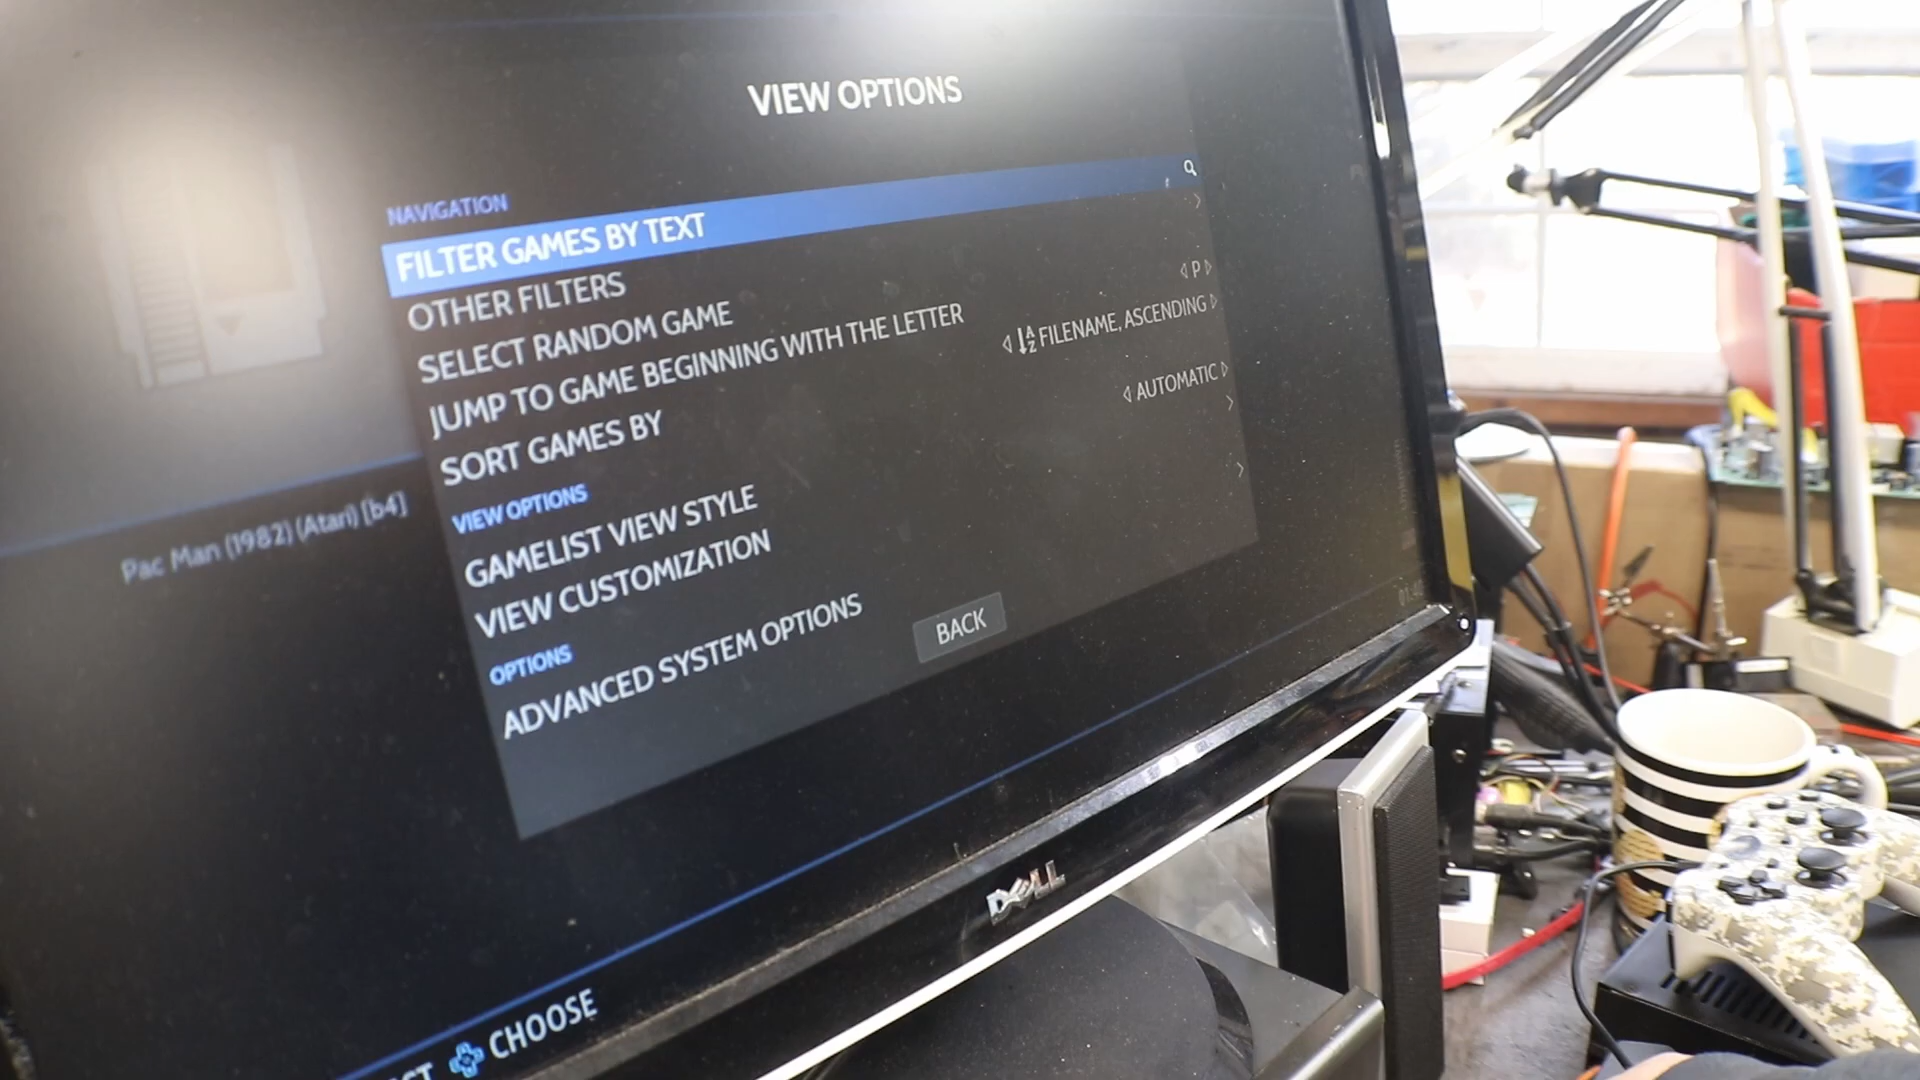 VIEW OPTIONS
NAVIGATION
FILTER GAMES BY TEXT
OTHER FILTERS
SELECT RANDOM GAME
JUMP TO GAME BEGINNING WITH THE LETTER P
SORT GAMES BY FILENAME, ASCENDING
VIEW OPTIONS
GAMELIST VIEW STYLE AUTOMATIC
VIEW CUSTOMIZATION
OPTIONS
ADVANCED SYSTEM OPTIONS
BACK
Pac Man (1982) (Atari) [b4]
CHOOSE
DELL